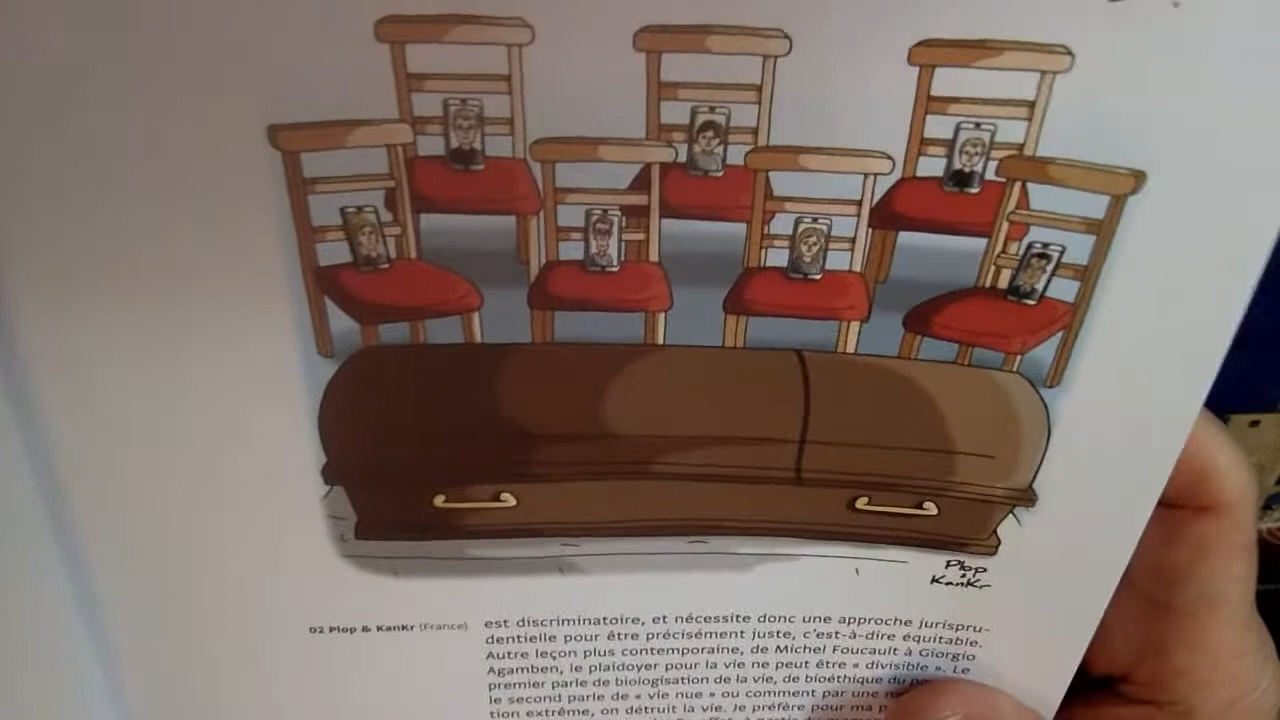 Plop
&
KanKr
02 Plop & KanKr (France)
est discriminatoire, et nécessite donc une approche jurispru-
dentielle pour être précisément juste, c'est-à-dire équitable.
Autre leçon plus contemporaine, de Michel Foucault à Giorgio
Agamben, le plaidoyer pour la vie ne peut être « divisible ». Le
premier parle de biologisation de la vie, de bioéthique du
le second parle de « vie nue » ou comment par une
tion extrême, on détruit la vie. Je préfère pour ma